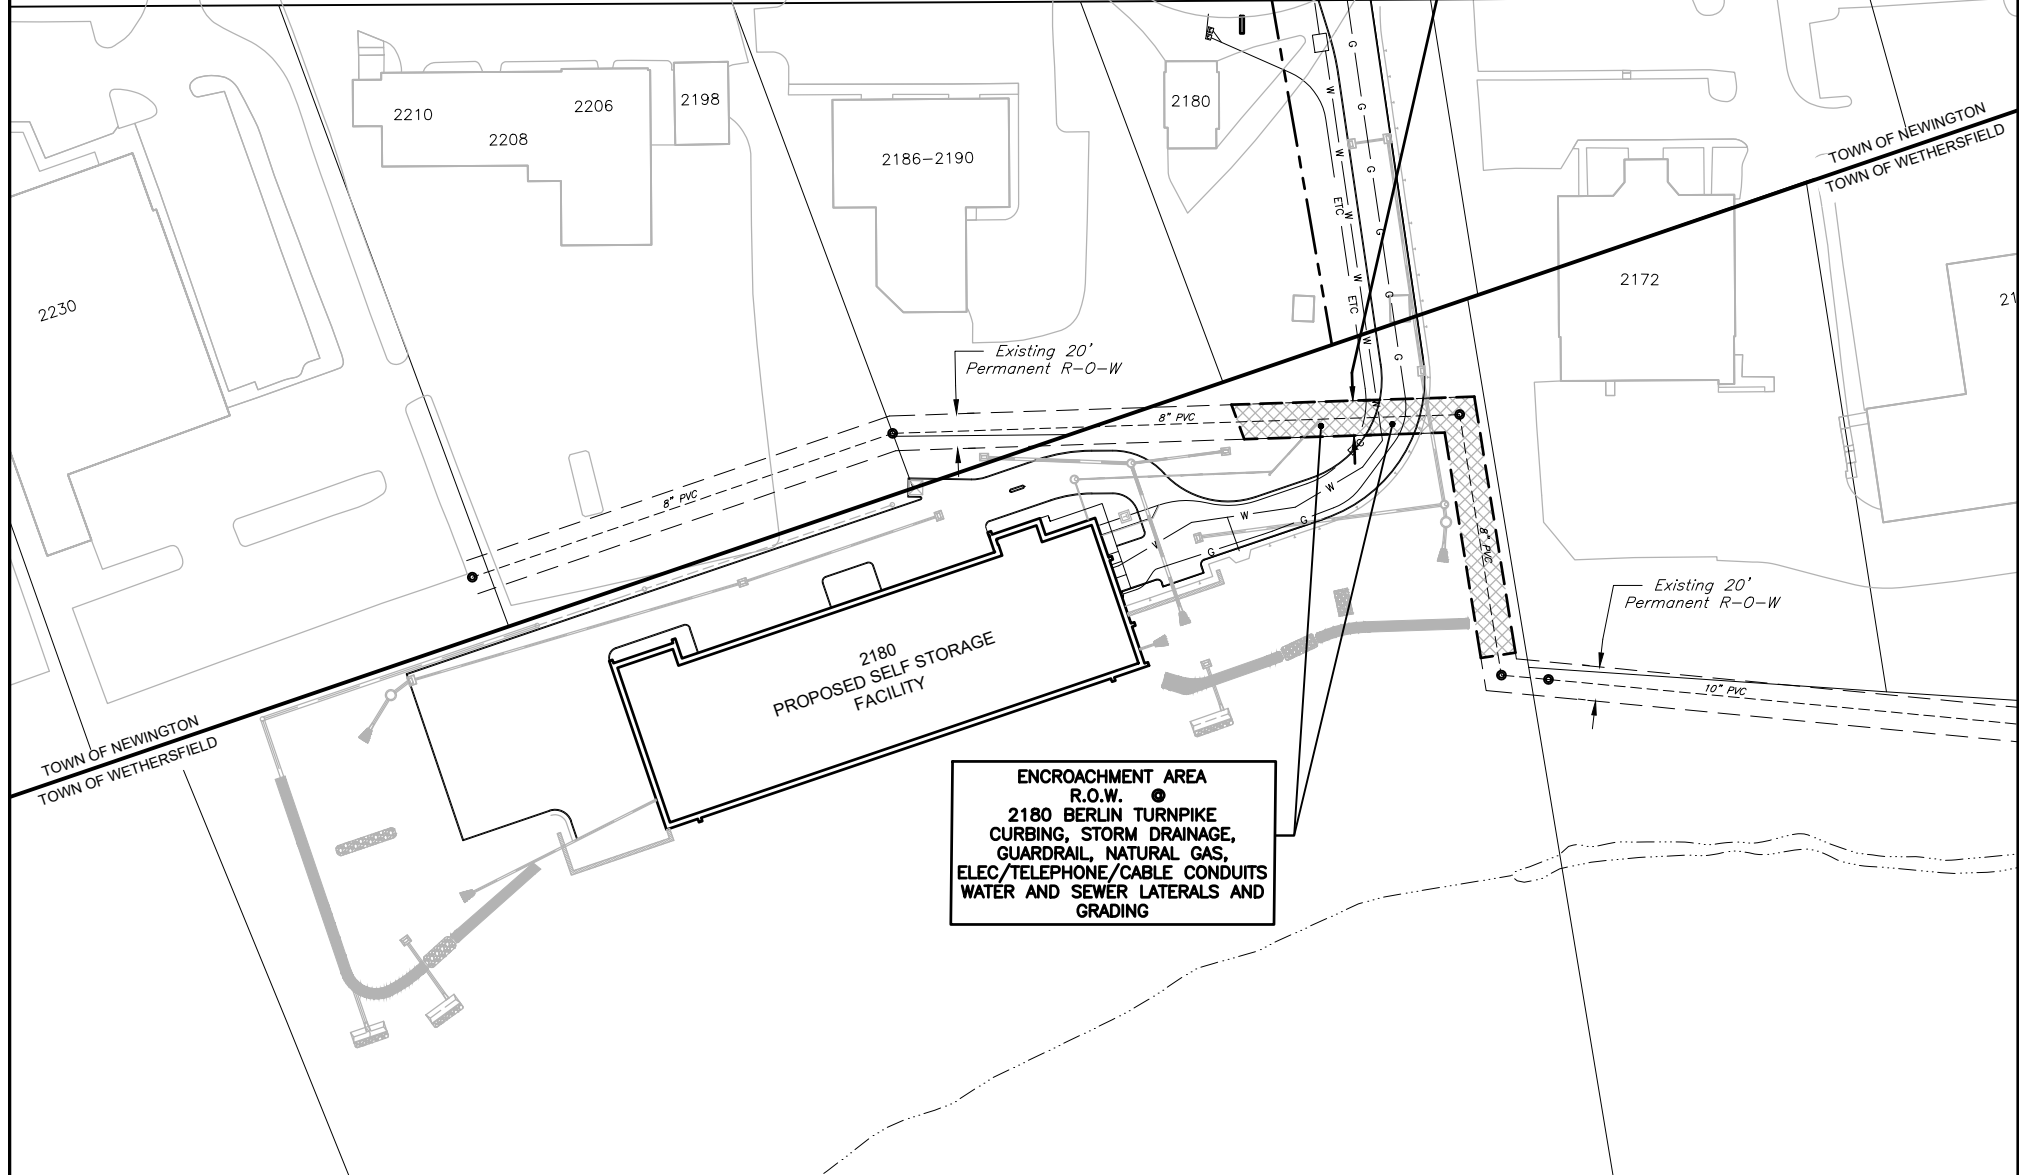 G
W
G
G
2210
2206
2198
2208
2186-2190
2180
W
G
W
ETC
W
G
W
G
W
ETC
W
G
TOWN OF NEWINGTON
TOWN OF WETHERSFIELD
2230
2172
21
Existing 20'
Permanent R-O-W
8" PVC
8" PVC
W
W
G
G
8" PVC
Existing 20'
Permanent R-O-W
10" PVC
2180
PROPOSED SELF STORAGE
FACILITY
TOWN OF NEWINGTON
TOWN OF WETHERSFIELD
ENCROACHMENT AREA
R.O.W.
2180 BERLIN TURNPIKE
CURBING, STORM DRAINAGE,
GUARDRAIL, NATURAL GAS,
ELEC/TELEPHONE/CABLE CONDUITS
WATER AND SEWER LATERALS AND
GRADING